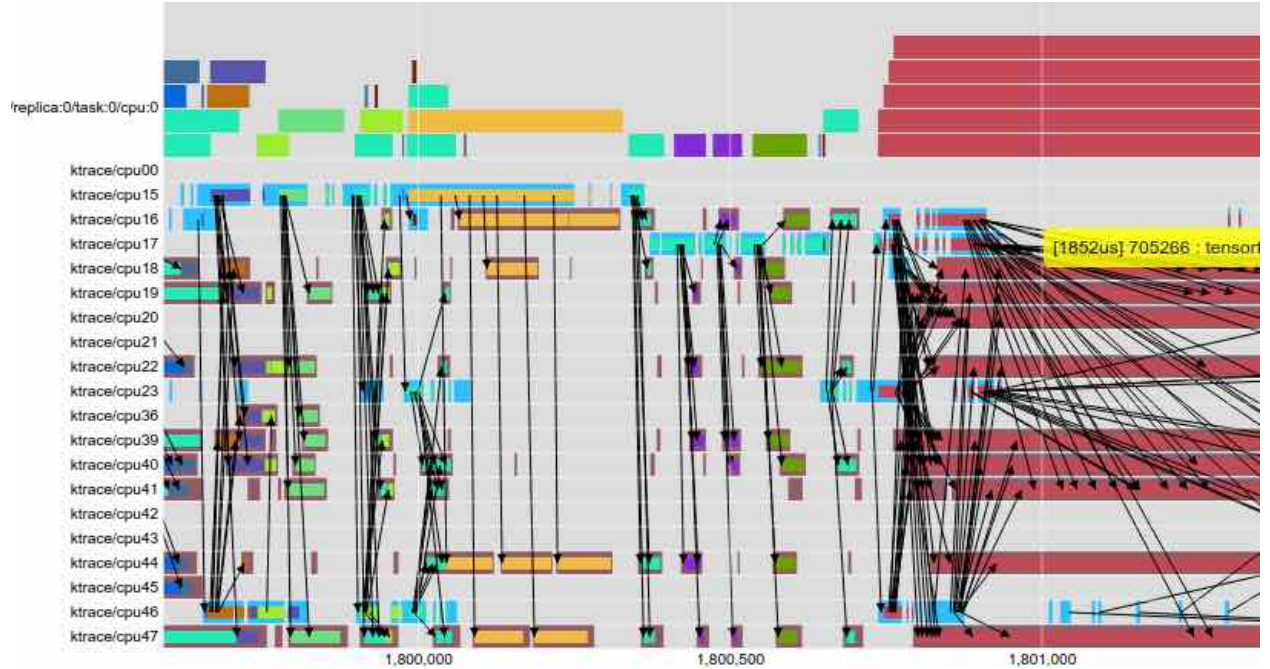 /replica:0/task:0/cpu:0
ktrace/cpu00
ktrace/cpu15
ktrace/cpu16
ktrace/cpu17
[1852us] 705266 : tensorf
ktrace/cpu18
ktrace/cpu19
ktrace/cpu20
ktrace/cpu21
ktrace/cpu22
ktrace/cpu23
ktrace/cpu36
ktrace/cpu39
ktrace/cpu40
ktrace/cpu41
ktrace/cpu42
ktrace/cpu43
ktrace/cpu44
ktrace/cpu45
ktrace/cpu46
ktrace/cpu47
1,800,000 1,800,500 1,801,000